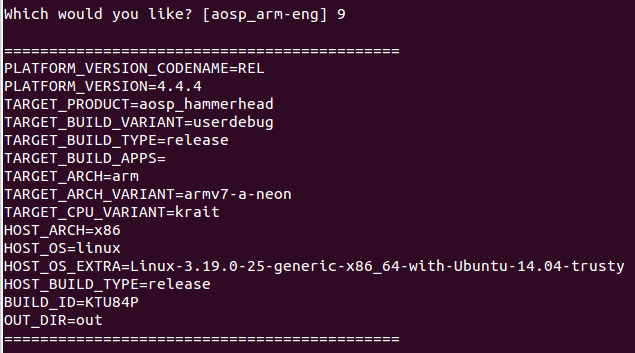 Which would you like? [aosp_arm-eng] 9
============================================
PLATFORM_VERSION_CODENAME=REL
PLATFORM_VERSION=4.4.4
TARGET_PRODUCT=aosp_hammerhead
TARGET_BUILD_VARIANT=userdebug
TARGET_BUILD_TYPE=release
TARGET_BUILD_APPS=
TARGET_ARCH=arm
TARGET_ARCH_VARIANT=armv7-a-neon
TARGET_CPU_VARIANT=krait
HOST_ARCH=x86
HOST_OS=linux
HOST_OS_EXTRA=Linux-3.19.0-25-generic-x86_64-with-Ubuntu-14.04-trusty
HOST_BUILD_TYPE=release
BUILD_ID=KTU84P
OUT_DIR=out
============================================